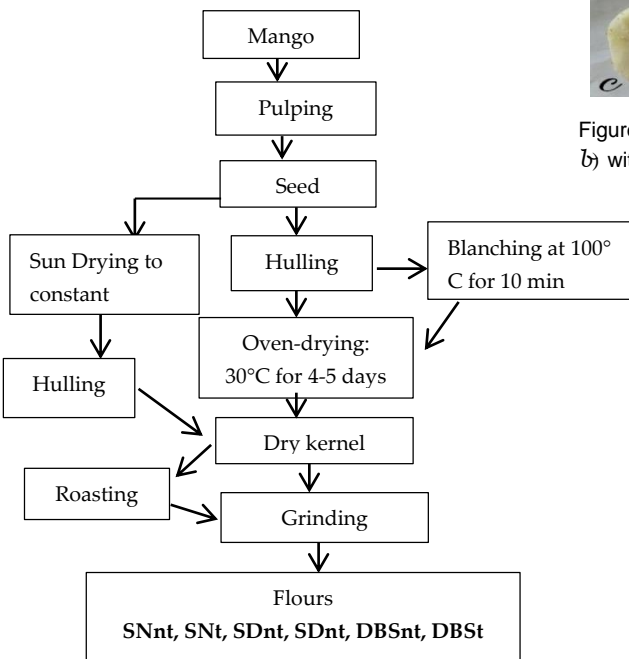 Mango
Pulping
Seed
Sun Drying to
constant
Hulling
Blanching at 100°
C for 10 min
Oven-drying:
30°C for 4-5 days
Hulling
Dry kernel
Roasting
Grinding
Flours
SNnt, SNt, SDnt, SDnt, DBSnt, DBSt
c
Figure
b) wit